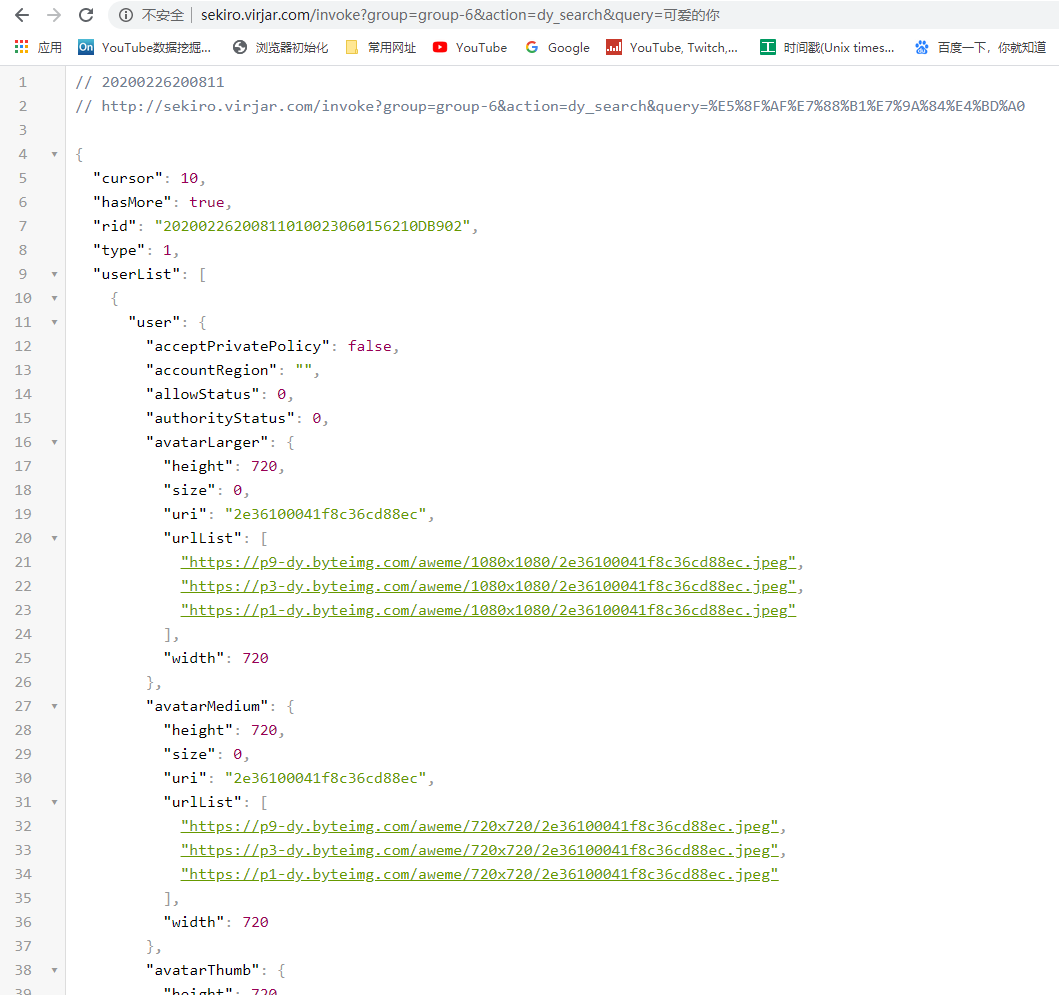 不安全 | sekiro.virjar.com/invoke?group=group-6&action=dy_search&query=可爱的你
应用 On YouTube数据挖掘... 浏览器初始化 常用网址 YouTube Google YouTube, Twitch,... 工 时间戳(Unix times... 百度一下，你就知道
1 // 20200226200811
2 // http://sekiro.virjar.com/invoke?group=group-6&action=dy_search&query=%E5%8F%AF%E7%88%B1%E7%9A%84%E4%BD%A0
3
4 {
5 "cursor": 10,
6 "hasMore": true,
7 "rid": "20200226200811010023060156210DB902",
8 "type": 1,
9 "userList": [
10 {
11 "user": {
12 "acceptPrivatePolicy": false,
13 "accountRegion": "",
14 "allowStatus": 0,
15 "authorityStatus": 0,
16 "avatarLarger": {
17 "height": 720,
18 "size": 0,
19 "uri": "2e36100041f8c36cd88ec",
20 "urlList": [
21 "https://p9-dy.byteimg.com/aweme/1080x1080/2e36100041f8c36cd88ec.jpeg",
22 "https://p3-dy.byteimg.com/aweme/1080x1080/2e36100041f8c36cd88ec.jpeg",
23 "https://p1-dy.byteimg.com/aweme/1080x1080/2e36100041f8c36cd88ec.jpeg"
24 ],
25 "width": 720
26 },
27 "avatarMedium": {
28 "height": 720,
29 "size": 0,
30 "uri": "2e36100041f8c36cd88ec",
31 "urlList": [
32 "https://p9-dy.byteimg.com/aweme/720x720/2e36100041f8c36cd88ec.jpeg",
33 "https://p3-dy.byteimg.com/aweme/720x720/2e36100041f8c36cd88ec.jpeg",
34 "https://p1-dy.byteimg.com/aweme/720x720/2e36100041f8c36cd88ec.jpeg"
35 ],
36 "width": 720
37 },
38 "avatarThumb": {
39 "height": 720